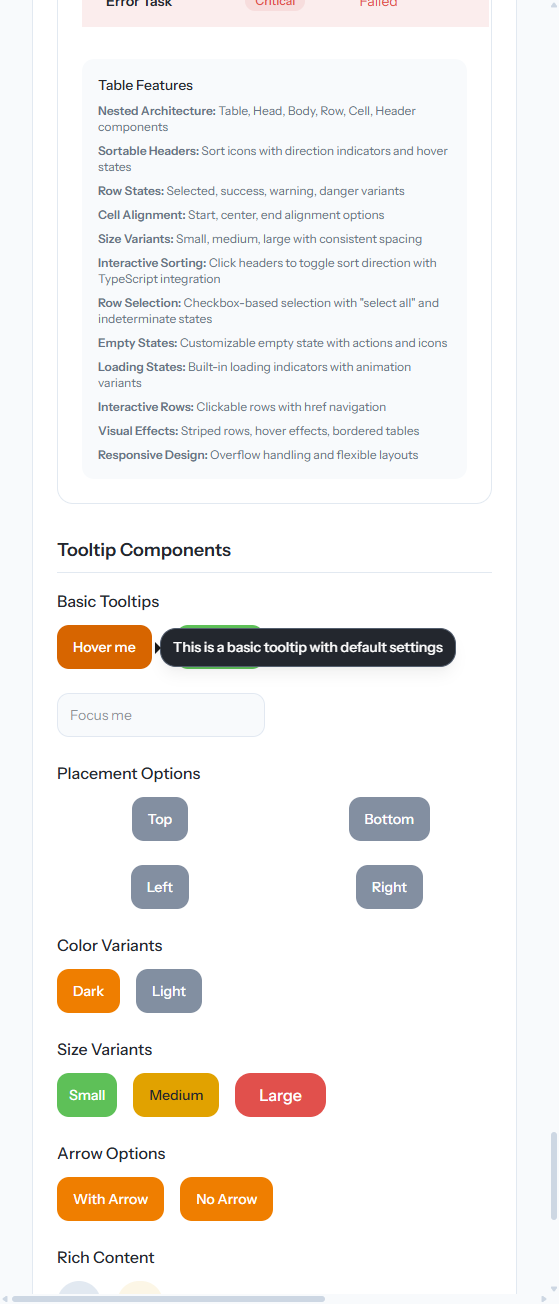 Error Task Critical Failed
Table Features
Nested Architecture: Table, Head, Body, Row, Cell, Header
components
Sortable Headers: Sort icons with direction indicators and hover
states
Row States: Selected, success, warning, danger variants
Cell Alignment: Start, center, end alignment options
Size Variants: Small, medium, large with consistent spacing
Interactive Sorting: Click headers to toggle sort direction with
TypeScript integration
Row Selection: Checkbox-based selection with "select all" and
indeterminate states
Empty States: Customizable empty state with actions and icons
Loading States: Built-in loading indicators with animation
variants
Interactive Rows: Clickable rows with href navigation
Visual Effects: Striped rows, hover effects, bordered tables
Responsive Design: Overflow handling and flexible layouts
Tooltip Components
Basic Tooltips
Hover me This is a basic tooltip with default settings
Focus me
Placement Options
Top Bottom
Left Right
Color Variants
Dark Light
Size Variants
Small Medium Large
Arrow Options
With Arrow No Arrow
Rich Content